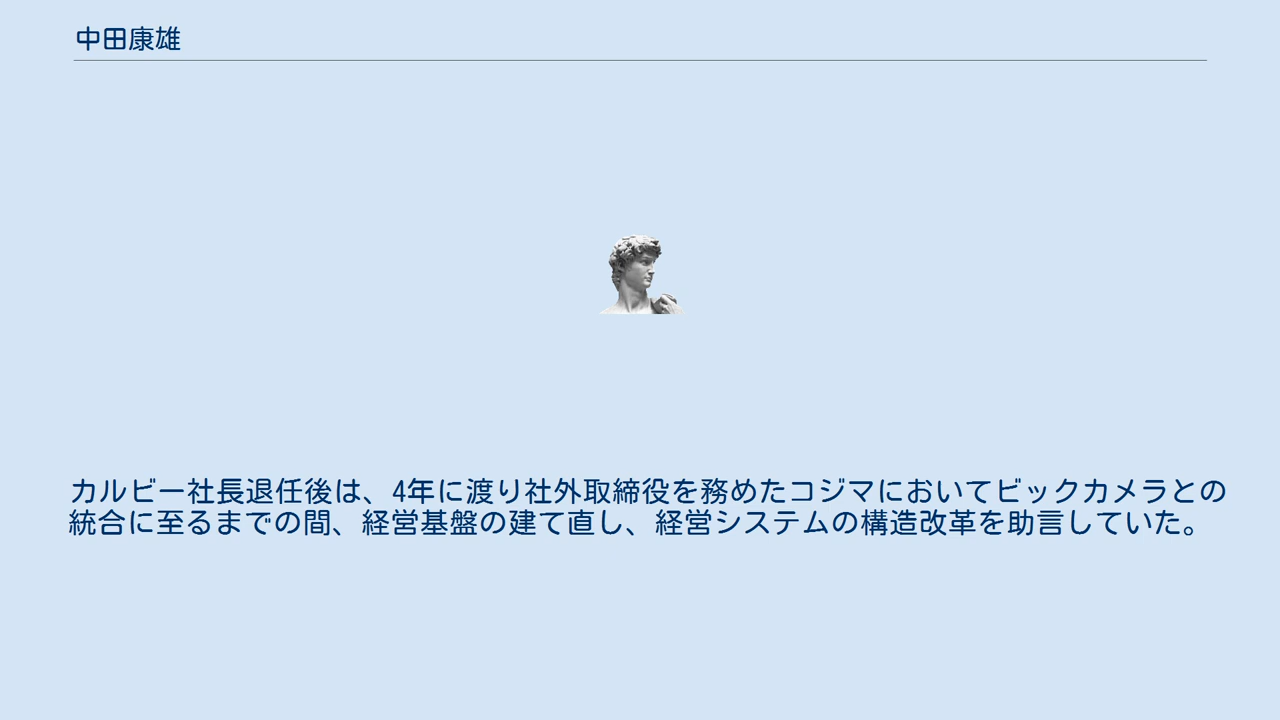 中田康雄
カルビー社長退任後は、4年に渡り社外取締役を務めたコジマにおいてビックカメラとの
統合に至るまでの間、経営基盤の建て直し、経営システムの構造改革を助言していた。